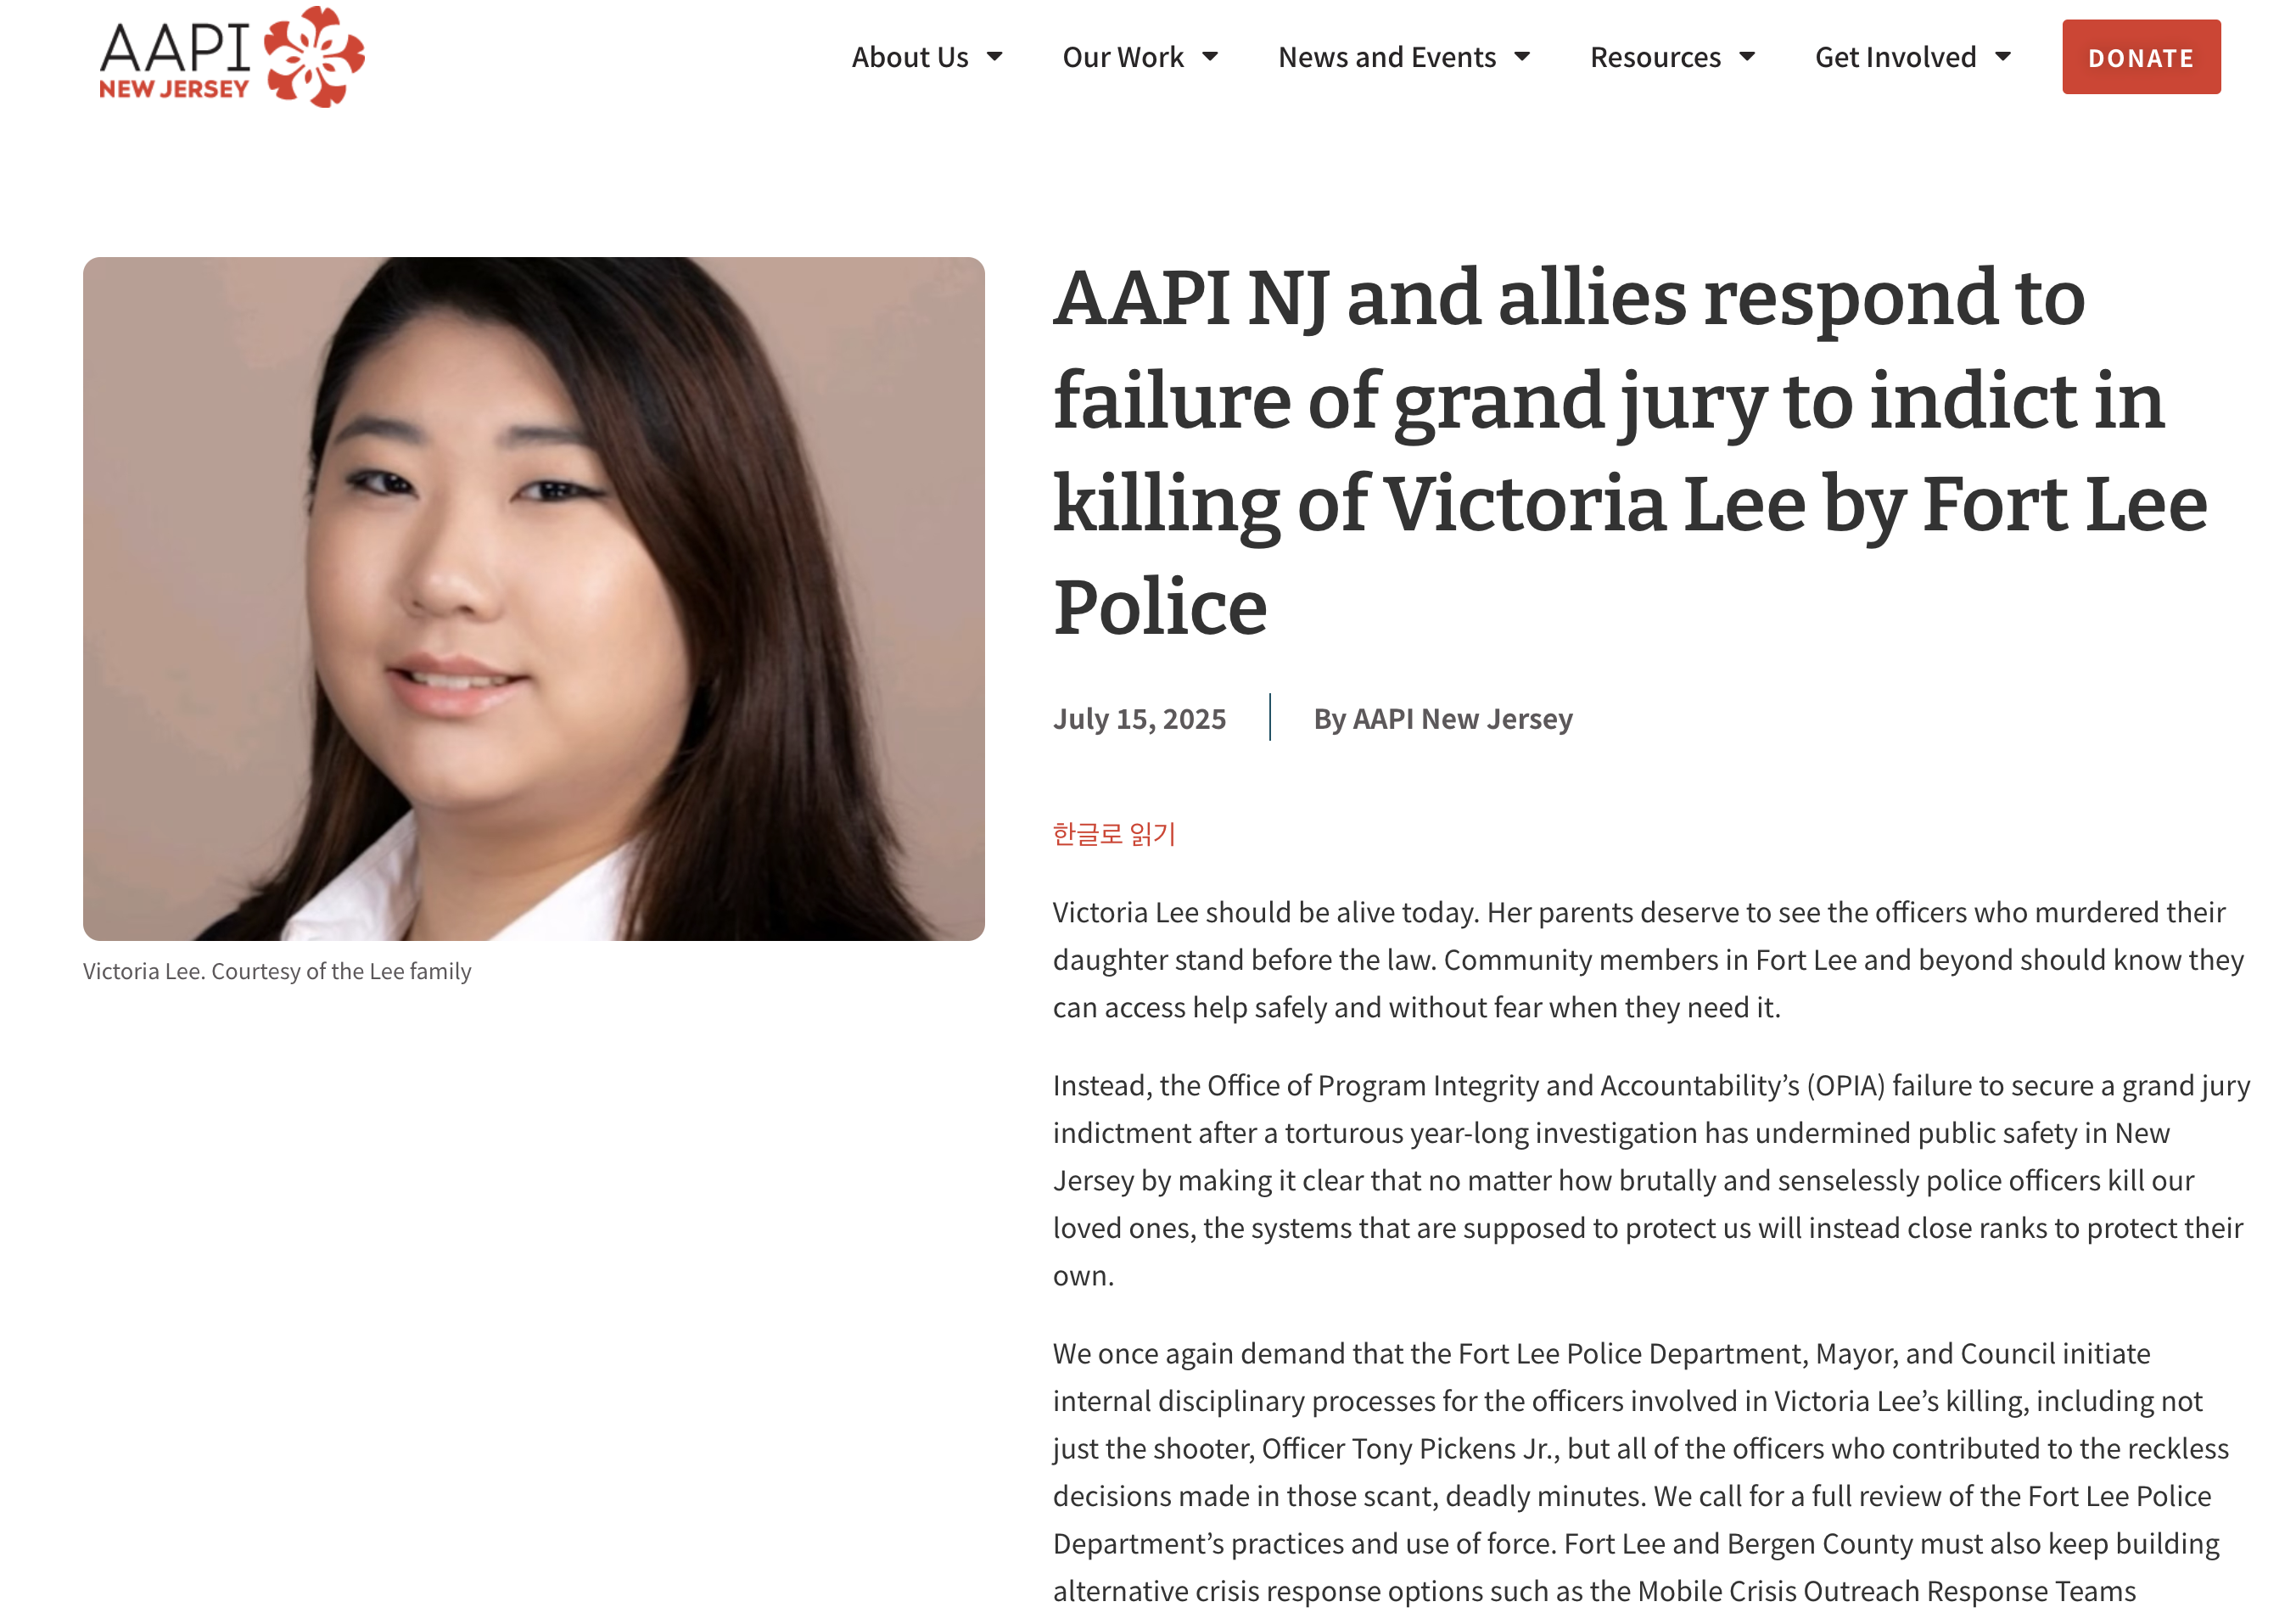 AAPI
NEW JERSEY
About Us
Our Work
News and Events
Resources
Get Involved
DONATE
Victoria Lee. Courtesy of the Lee family
AAPI NJ and allies respond to
failure of grand jury to indict in
killing of Victoria Lee by Fort Lee
Police
July 15, 2025
By AAPI New Jersey
한글로 읽기
Victoria Lee should be alive today. Her parents deserve to see the officers who murdered their
daughter stand before the law. Community members in Fort Lee and beyond should know they
can access help safely and without fear when they need it.
Instead, the Office of Program Integrity and Accountability’s (OPIA) failure to secure a grand jury
indictment after a torturous year-long investigation has undermined public safety in New
Jersey by making it clear that no matter how brutally and senselessly police officers kill our
loved ones, the systems that are supposed to protect us will instead close ranks to protect their
own.
We once again demand that the Fort Lee Police Department, Mayor, and Council initiate
internal disciplinary processes for the officers involved in Victoria Lee’s killing, including not
just the shooter, Officer Tony Pickens Jr., but all of the officers who contributed to the reckless
decisions made in those scant, deadly minutes. We call for a full review of the Fort Lee Police
Department’s practices and use of force. Fort Lee and Bergen County must also keep building
alternative crisis response options such as the Mobile Crisis Outreach Response Teams